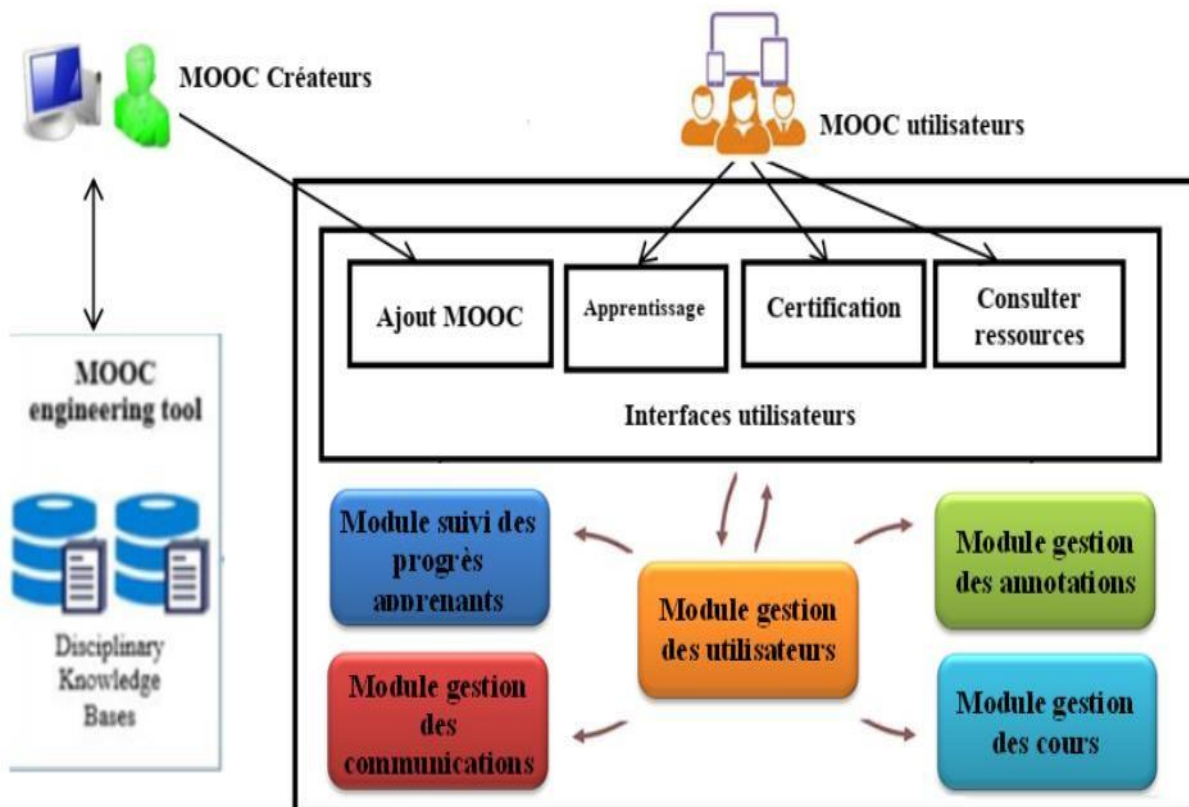 MOOC Créateurs
MOOC utilisateurs
Ajout MOOC
Apprentissage
Certification
Consulter
ressources
Interfaces utilisateurs
MOOC
engineering tool
Disciplinary
Knowledge
Bases
Module suivi des
progrès
apprenants
Module gestion
des annotations
Module gestion
des utilisateurs
Module gestion
des
communications
Module gestion
des cours